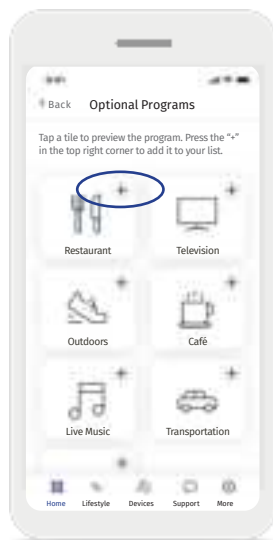 Back Optional Programs
Tap a tile to preview the program. Press the “+”
in the top right corner to add it to your list.
Restaurant Television
Outdoors Café
Live Music Transportation
Home Lifestyle Devices Support More